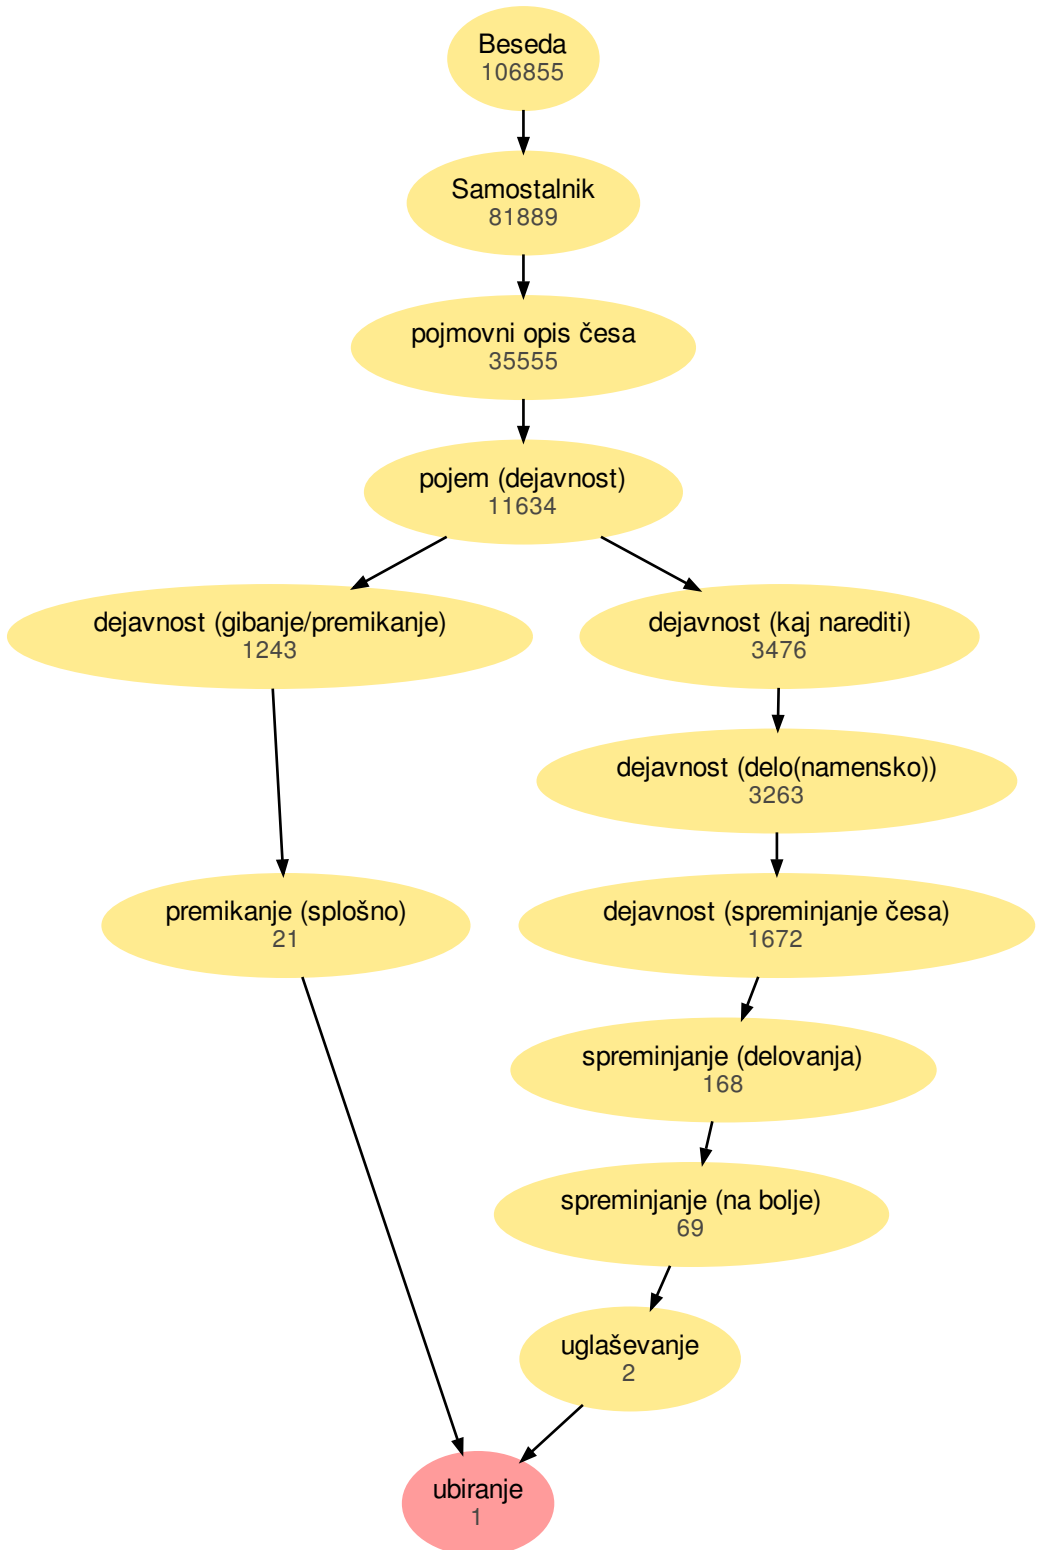 Beseda
106855
Samostalnik
81889
pojmovni opis česa
35555
pojem (dejavnost)
11634
dejavnost (gibanje/premikanje)
1243
dejavnost (kaj narediti)
3476
dejavnost (delo(namensko))
3263
premikanje (splošno)
21
dejavnost (spreminjanje česa)
1672
spreminjanje (delovanja)
168
spreminjanje (na bolje)
69
uglaševanje
2
ubiranje
1